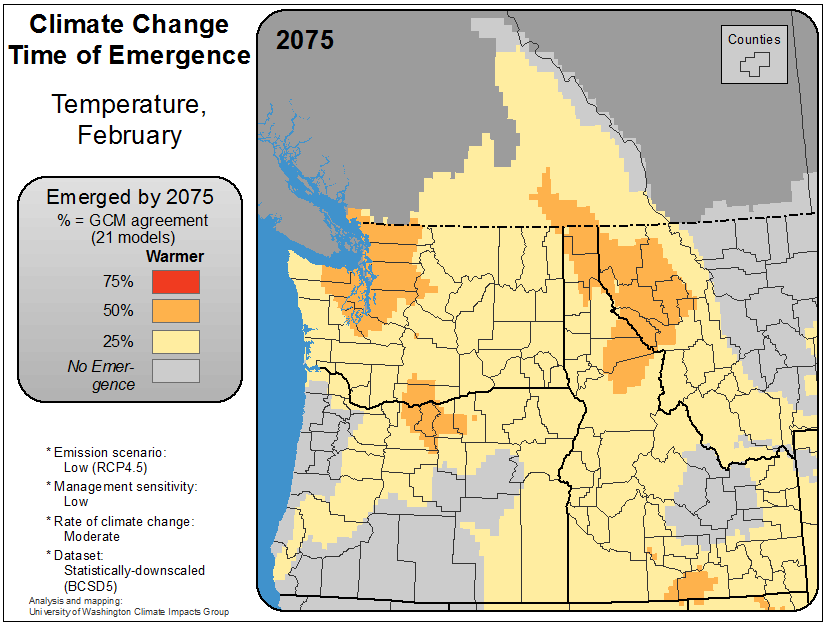 Climate Change
Time of Emergence
Temperature,
February
Emerged by 2075
% = GCM agreement
(21 models)
Warmer
75%
50%
25%
No Emer-
gence
* Emission scenario:
Low (RCP4.5)
* Management sensitivity:
Low
* Rate of climate change:
Moderate
* Dataset:
Statistically-downscaled
(BCSD5)
Analysis and mapping:
University of Washington Climate Impacts Group
2075
Counties